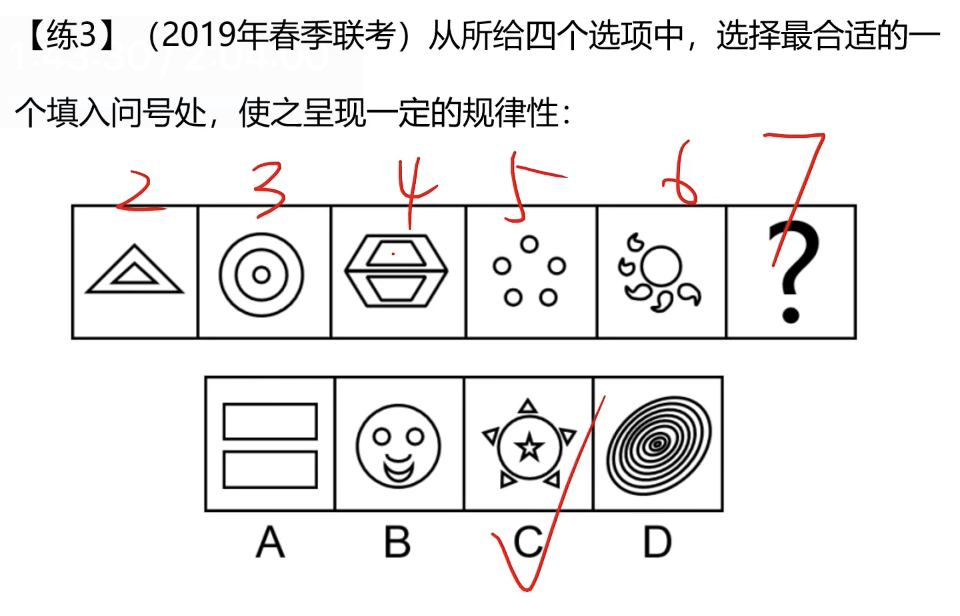 【练3】（2019年春季联考）从所给四个选项中，选择最合适的一
个填入问号处，使之呈现一定的规律性：
2 3 4 5 6 7
?
A B C D